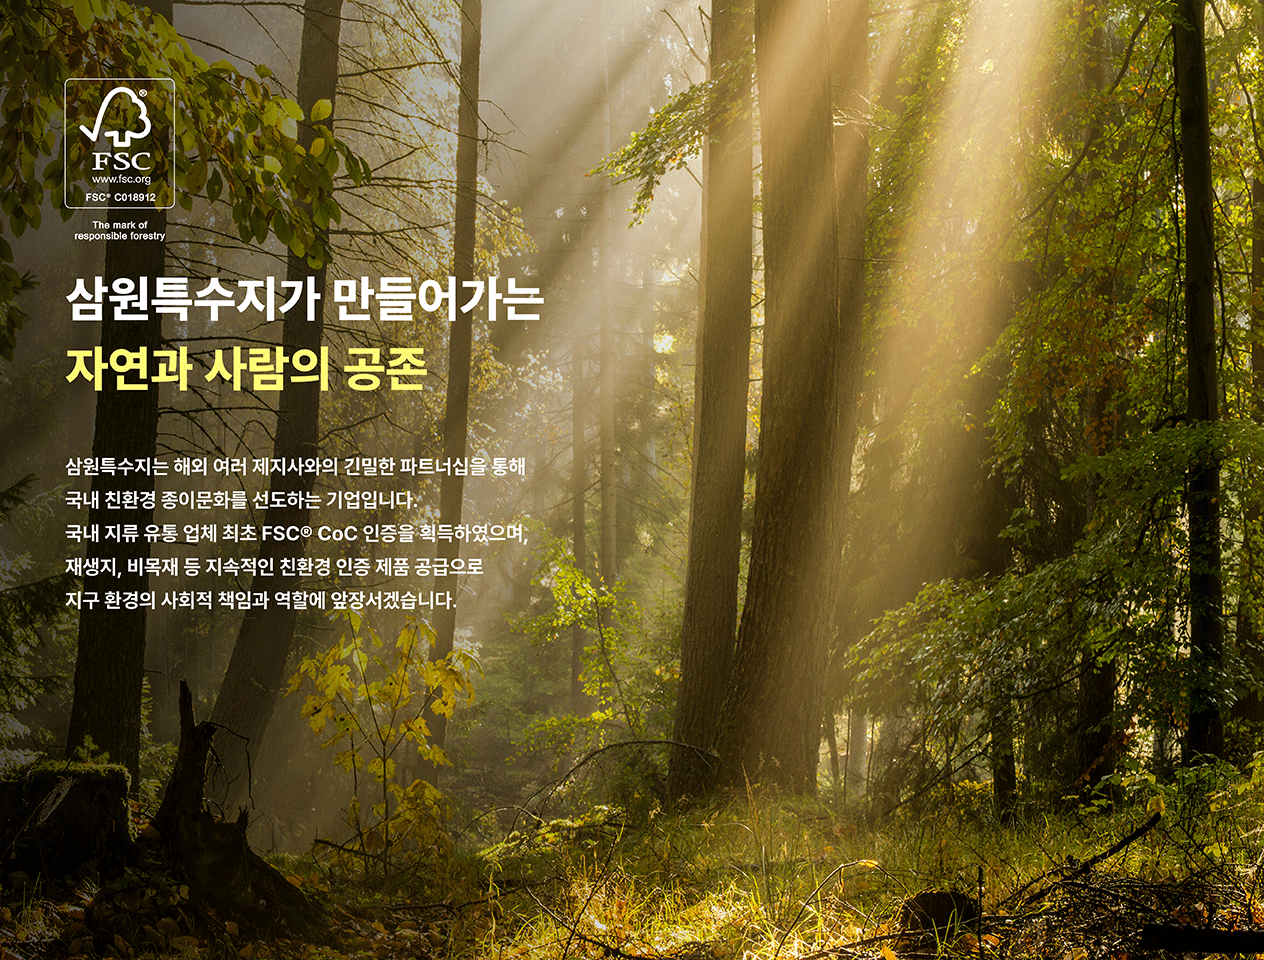 FSC®
www.fsc.org
FSC® C018912
The mark of
responsible forestry
삼원특수지가 만들어가는
자연과 사람의 공존
삼원특수지는 해외 여러 제지사와의 긴밀한 파트너십을 통해
국내 친환경 종이문화를 선도하는 기업입니다.
국내 지류 유통 업체 최초 FSC® CoC 인증을 획득하였으며,
재생지, 비목재 등 지속적인 친환경 인증 제품 공급으로
지구 환경의 사회적 책임과 역할에 앞장서겠습니다.